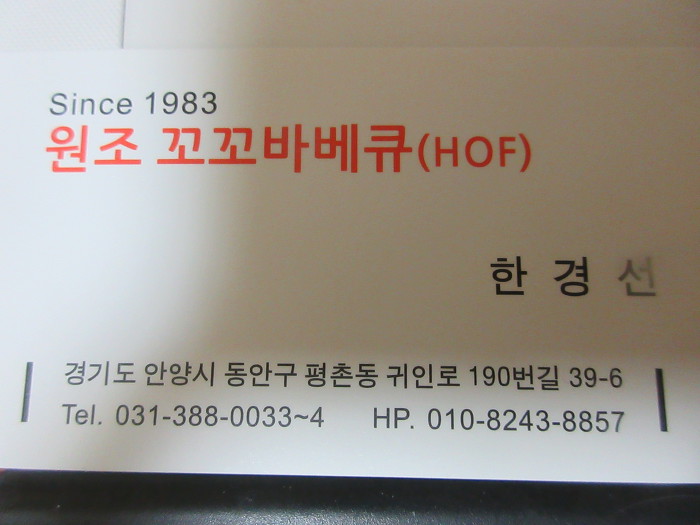 Since 1983
원조 꼬꼬바베큐(HOF)
한 경 선
경기도 안양시 동안구 평촌동 귀인로 190번길 39-6
Tel. 031-388-0033~4 HP. 010-8243-8857